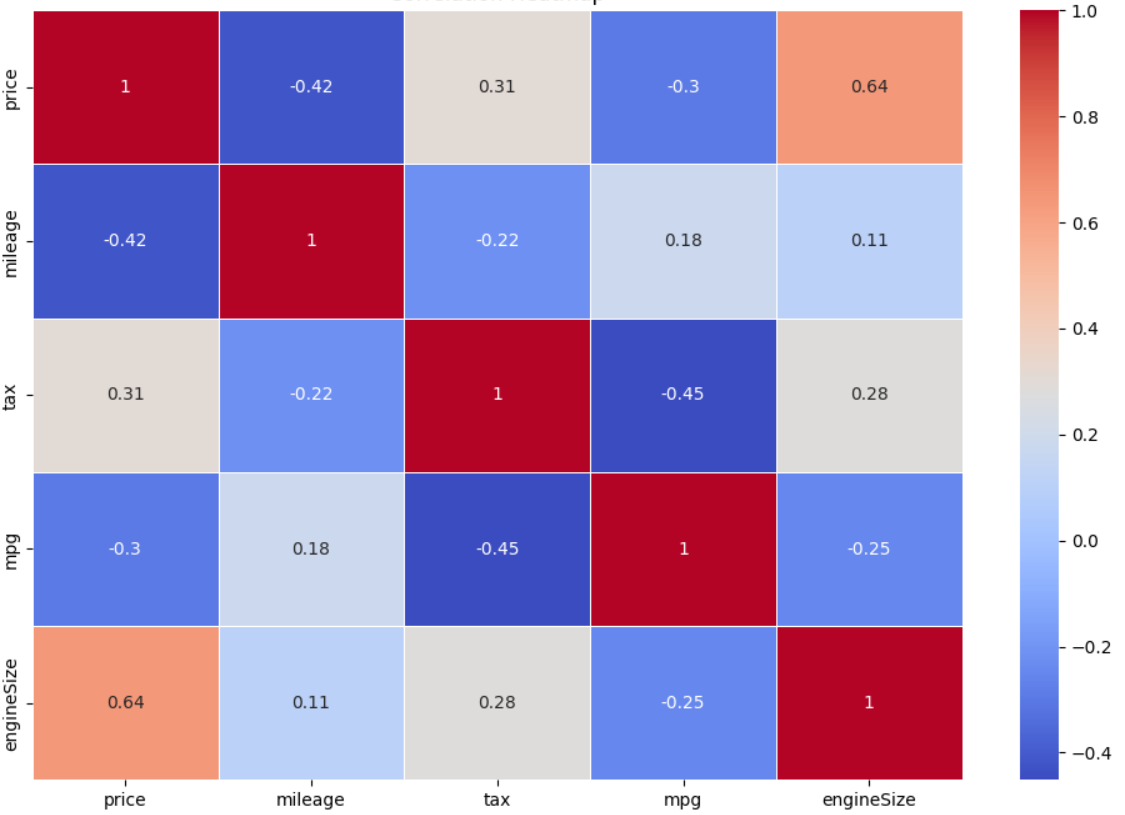 price 1 -0.42 0.31 -0.3 0.64
mileage -0.42 1 -0.22 0.18 0.11
tax 0.31 -0.22 1 -0.45 0.28
mpg -0.3 0.18 -0.45 1 -0.25
engineSize 0.64 0.11 0.28 -0.25 1
price mileage tax mpg engineSize
1.0
0.8
0.6
0.4
0.2
0.0
−0.2
−0.4